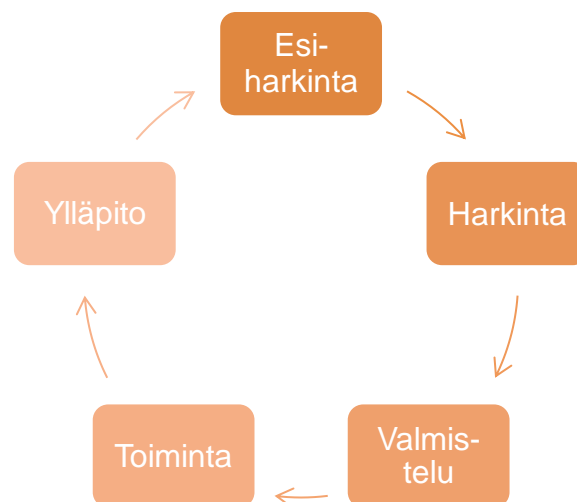 Esi-
harkinta
Harkinta
Valmis-
telu
Toiminta
Ylläpito